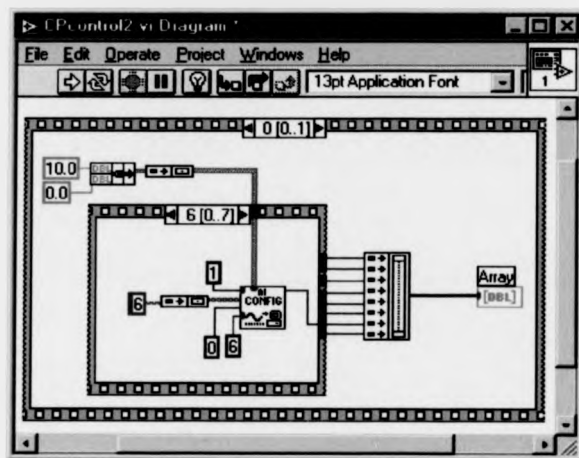 CPcontrol2.vi Diagram *
File Edit Operate Project Windows Help
13pt Application Font
1
0 [0..1]
10.0
DBL
DBL
0.0
6 [0..7]
1
AI
CONFIG
6
0
6
Array
[DBL]